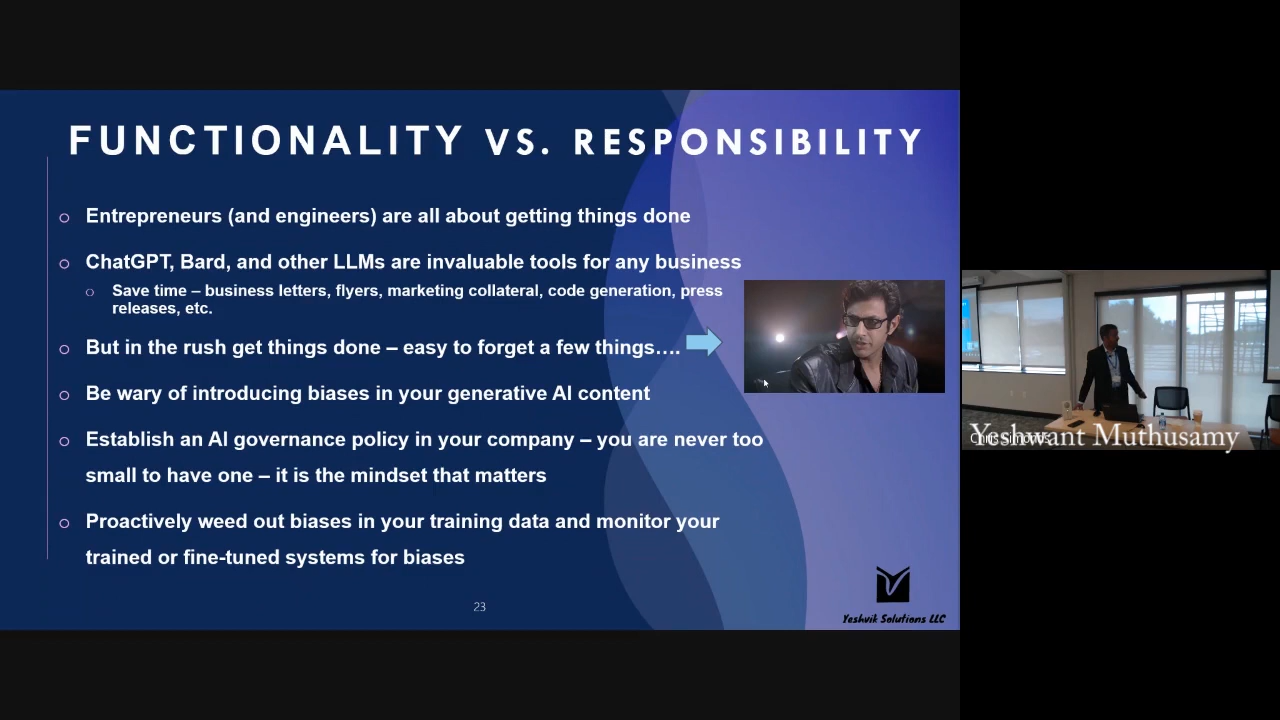 FUNCTIONALITY VS. RESPONSIBILITY
Entrepreneurs (and engineers) are all about getting things done
ChatGPT, Bard, and other LLMs are invaluable tools for any business
Save time – business letters, flyers, marketing collateral, code generation, press
releases, etc.
But in the rush get things done – easy to forget a few things….
Be wary of introducing biases in your generative AI content
Establish an AI governance policy in your company – you are never too
small to have one – it is the mindset that matters
Proactively weed out biases in your training data and monitor your
trained or fine-tuned systems for biases
23
Yeshvik Solutions LLC
Yeshwant Muthusamy